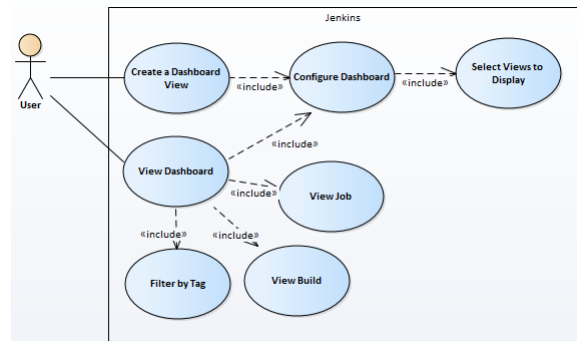 Jenkins
User
Create a Dashboard
View
«include»
Configure Dashboard
«include»
Select Views to
Display
«include»
View Dashboard
«include»
View Job
«include»
«include»
Filter by Tag
View Build